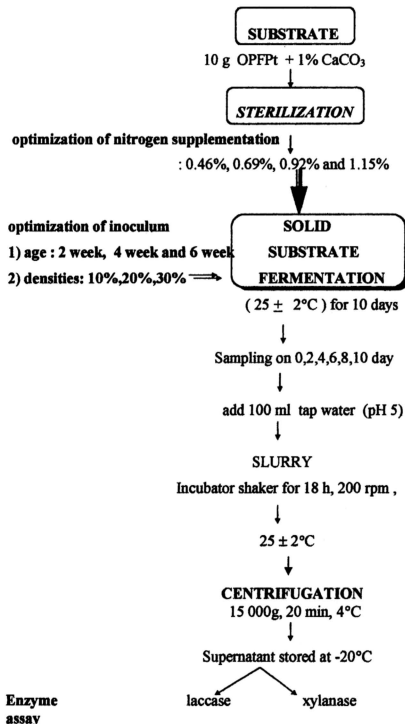 SUBSTRATE
10 g OPFPt + 1% CaCO₃
STERILIZATION
optimization of nitrogen supplementation
: 0.46%, 0.69%, 0.92% and 1.15%
optimization of inoculum
1) age : 2 week, 4 week and 6 week
2) densities: 10%,20%,30%
SOLID
SUBSTRATE
FERMENTATION
( 25 ± 2°C ) for 10 days
Sampling on 0,2,4,6,8,10 day
add 100 ml tap water (pH 5)
SLURRY
Incubator shaker for 18 h, 200 rpm ,
25 ± 2°C
CENTRIFUGATION
15 000g, 20 min, 4°C
Supernatant stored at -20°C
Enzyme
assay
laccase xylanase